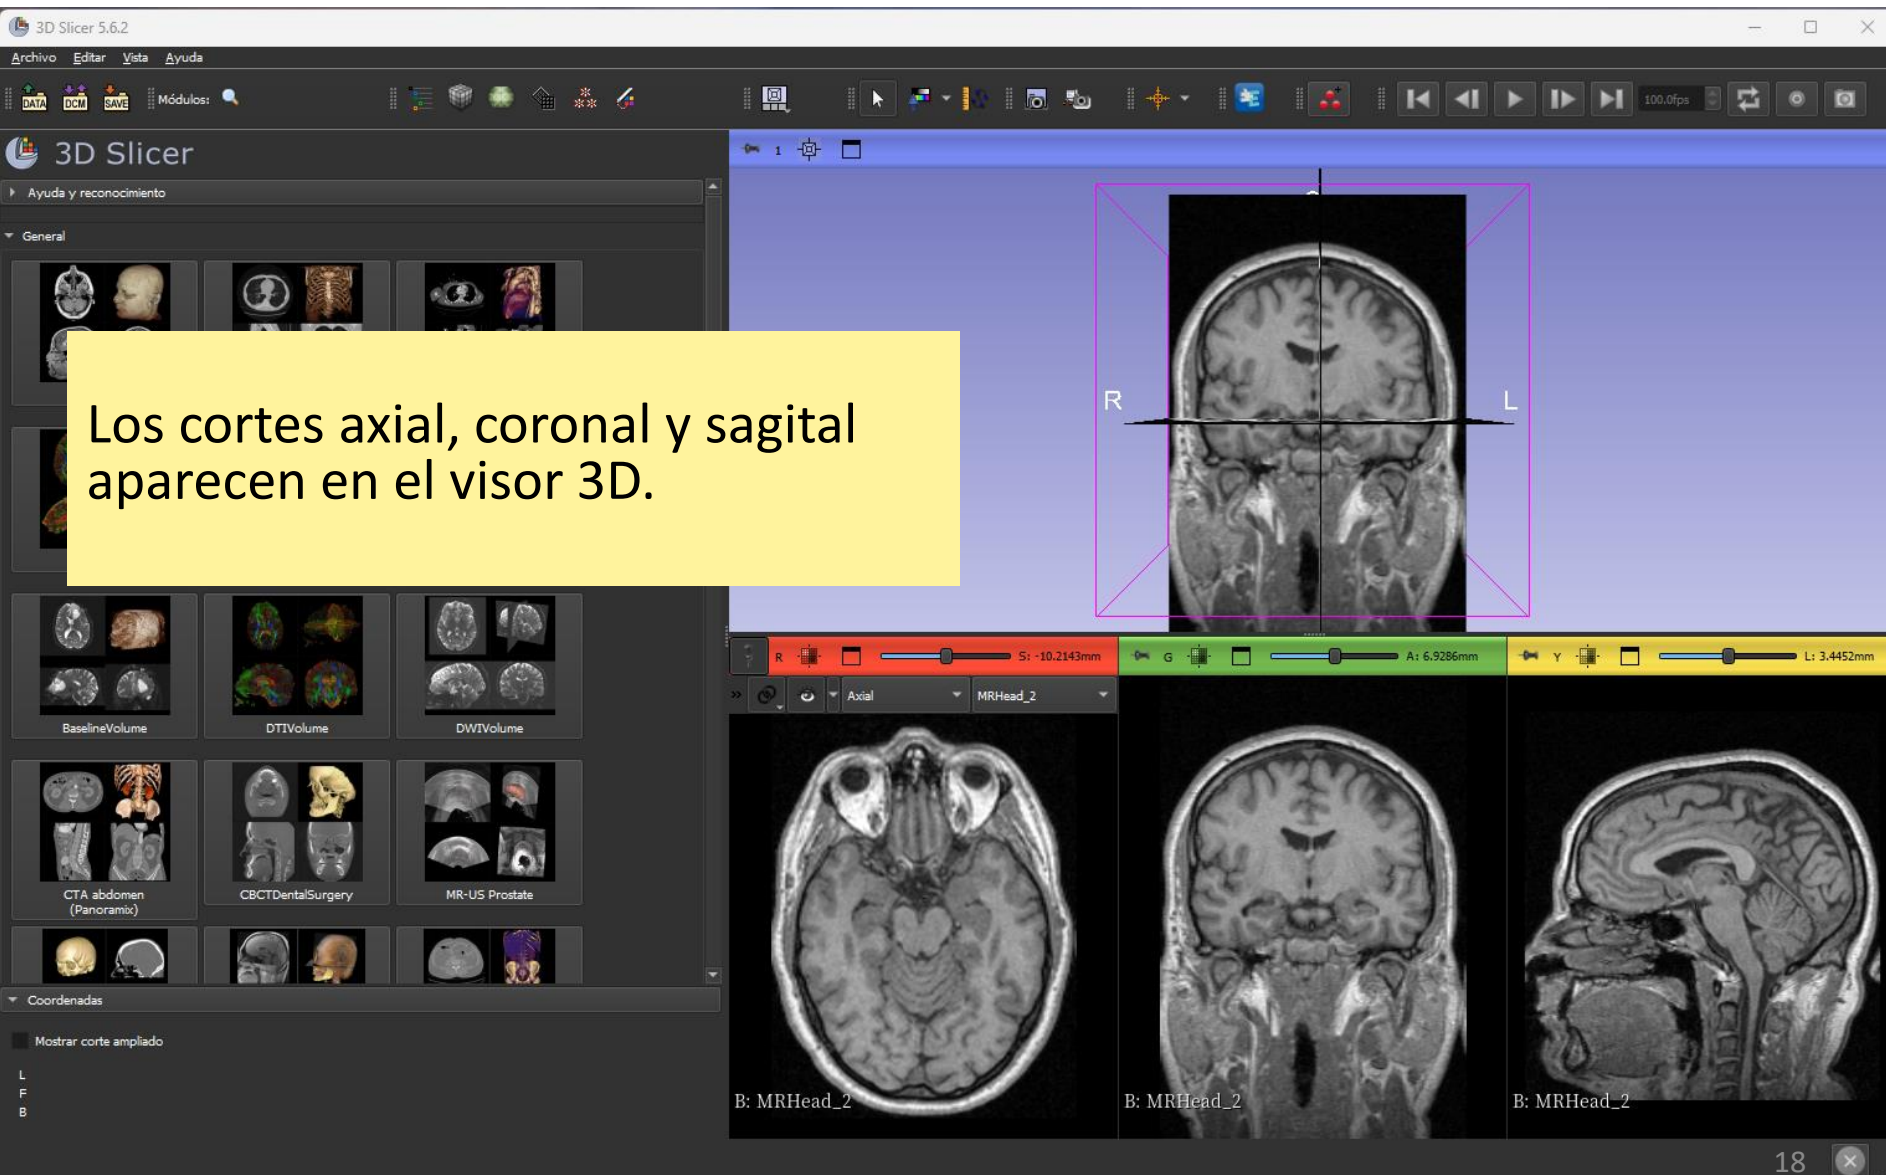 3D Slicer 5.6.2
Archivo Editar Vista Ayuda
DATA DCM SAVE Módulos: 100.0fps
3D Slicer
1
Ayuda y reconocimiento
General
R L
Los cortes axial, coronal y sagital
aparecen en el visor 3D.
R S: -10.2143mm G A: 6.9286mm Y L: 3.4452mm
» Axial MRHead_2
BaselineVolume DTIVolume DWIVolume
CTA abdomen
(Panoramix)
CBCTDentalSurgery MR-US Prostate
Coordenadas
Mostrar corte ampliado
L
F
B
B: MRHead_2 B: MRHead_2 B: MRHead_2
18